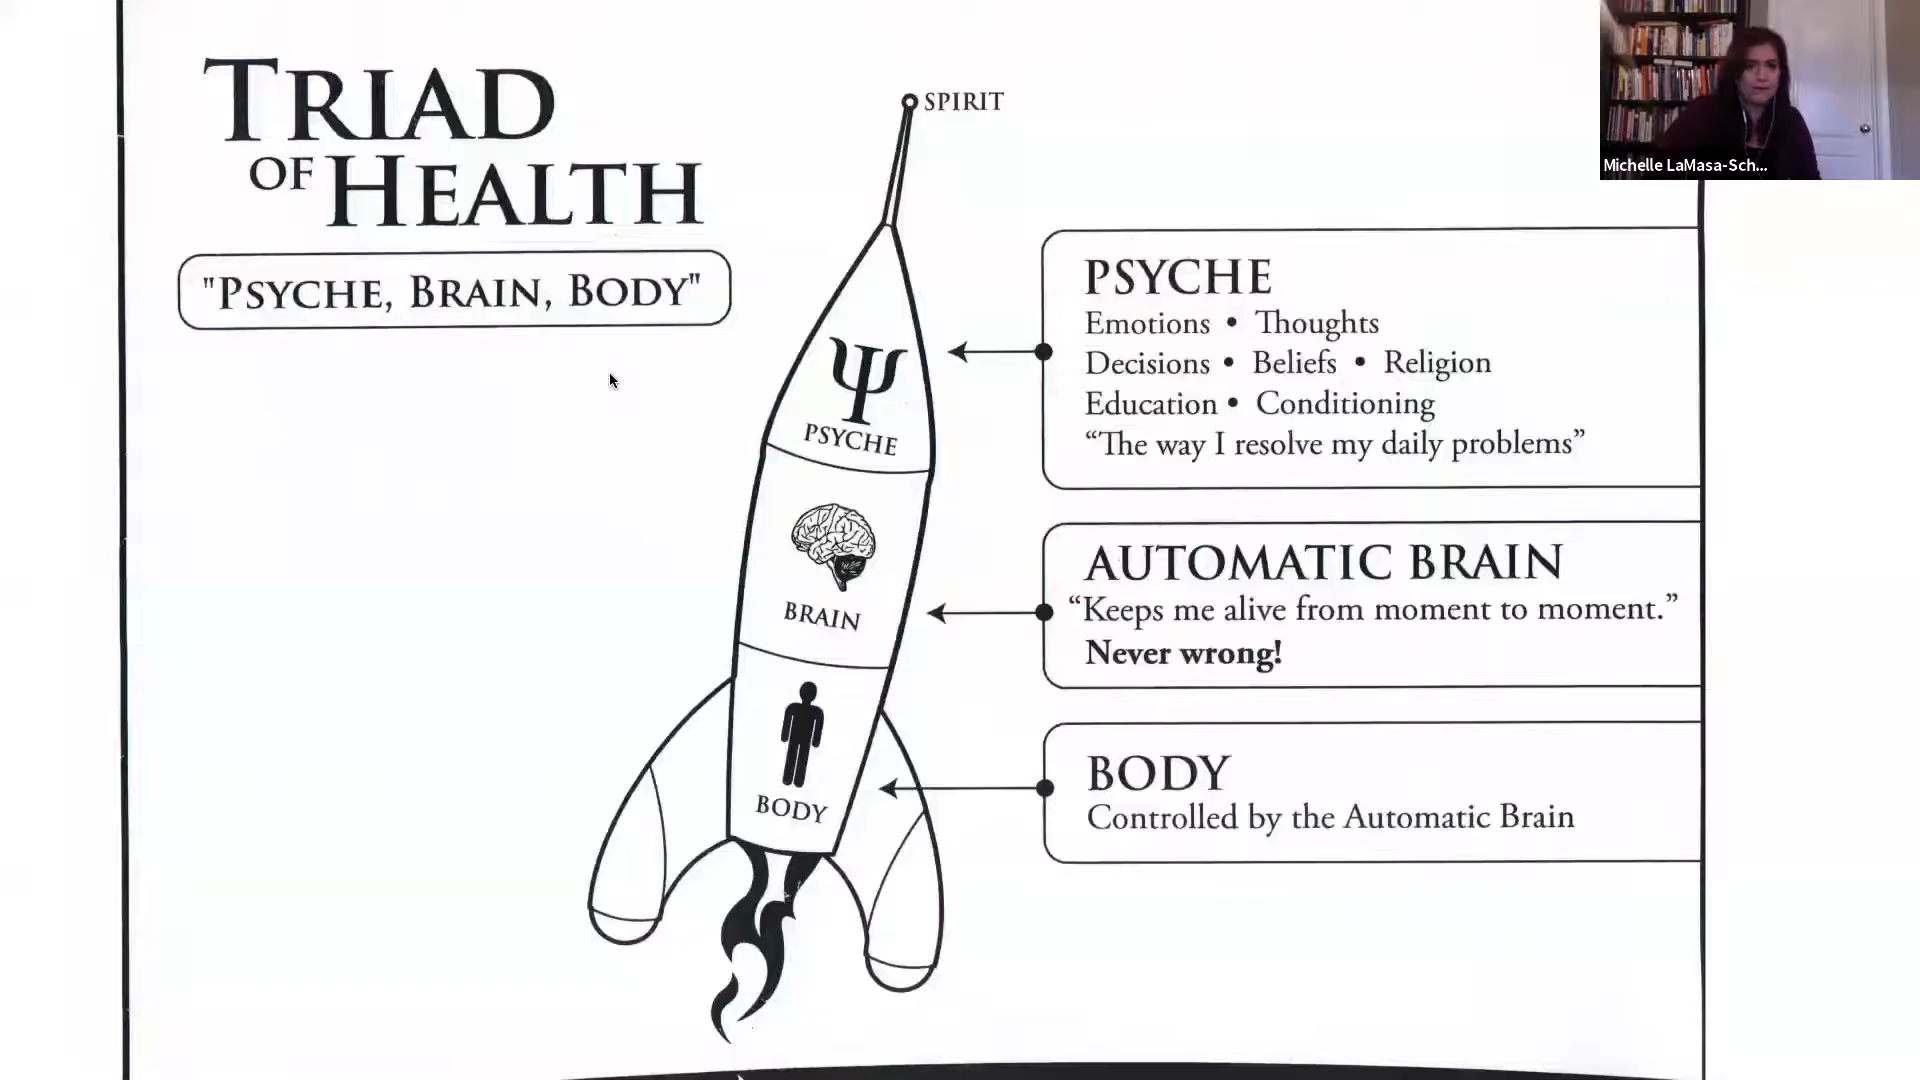 TRIAD
OF HEALTH
"PSYCHE, BRAIN, BODY"
SPIRIT
Ψ
PSYCHE
BRAIN
BODY
PSYCHE
Emotions • Thoughts
Decisions • Beliefs • Religion
Education • Conditioning
“The way I resolve my daily problems”
AUTOMATIC BRAIN
“Keeps me alive from moment to moment.”
Never wrong!
BODY
Controlled by the Automatic Brain
Michelle LaMasa-Sch...